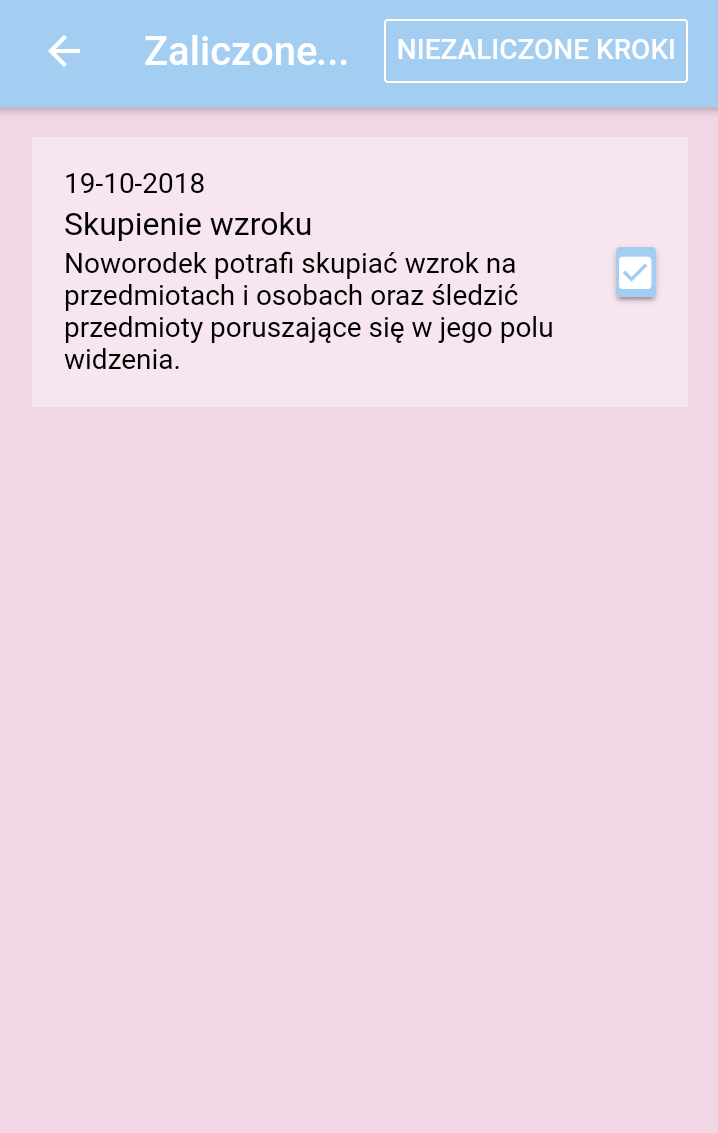 Zaliczone...
NIEZALICZONE KROKI
19-10-2018
Skupienie wzroku
Noworodek potrafi skupiać wzrok na
przedmiotach i osobach oraz śledzić
przedmioty poruszające się w jego polu
widzenia.